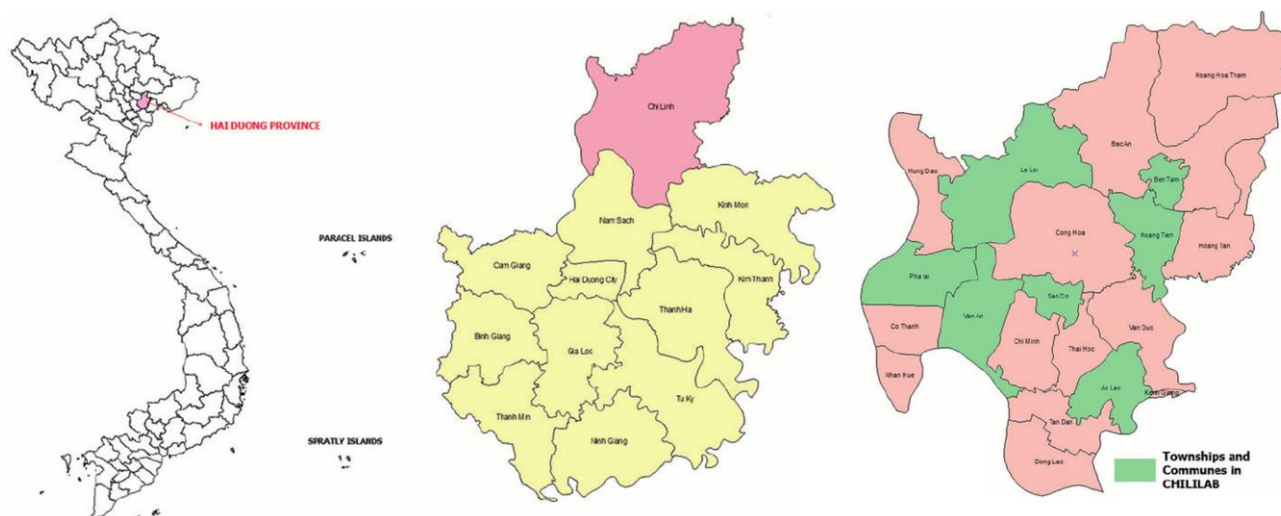 HAI DUONG PROVINCE
PARACEL ISLANDS
SPRATLY ISLANDS
Chi Linh
Nam Sach
Kinh Mon
Cam Giang
Hai Duong City
Kim Thanh
Thanh Ha
Binh Giang
Gia Loc
Tu Ky
Thanh Min
Ninh Giang
Hoang Hoa Tham
Bac An
Hung Dao
Le Loi
Ben Tam
Cong Hoa
Hoang Tien
Hoang Tan
Pha lai
Sao Do
Van An
Co Thanh
Chi Minh
Thai Hoc
Van Duc
Nhan Hue
An Lac
Kenh Giang
Tan Dan
Dong Lac
Townships and
Communes in
CHILILAB